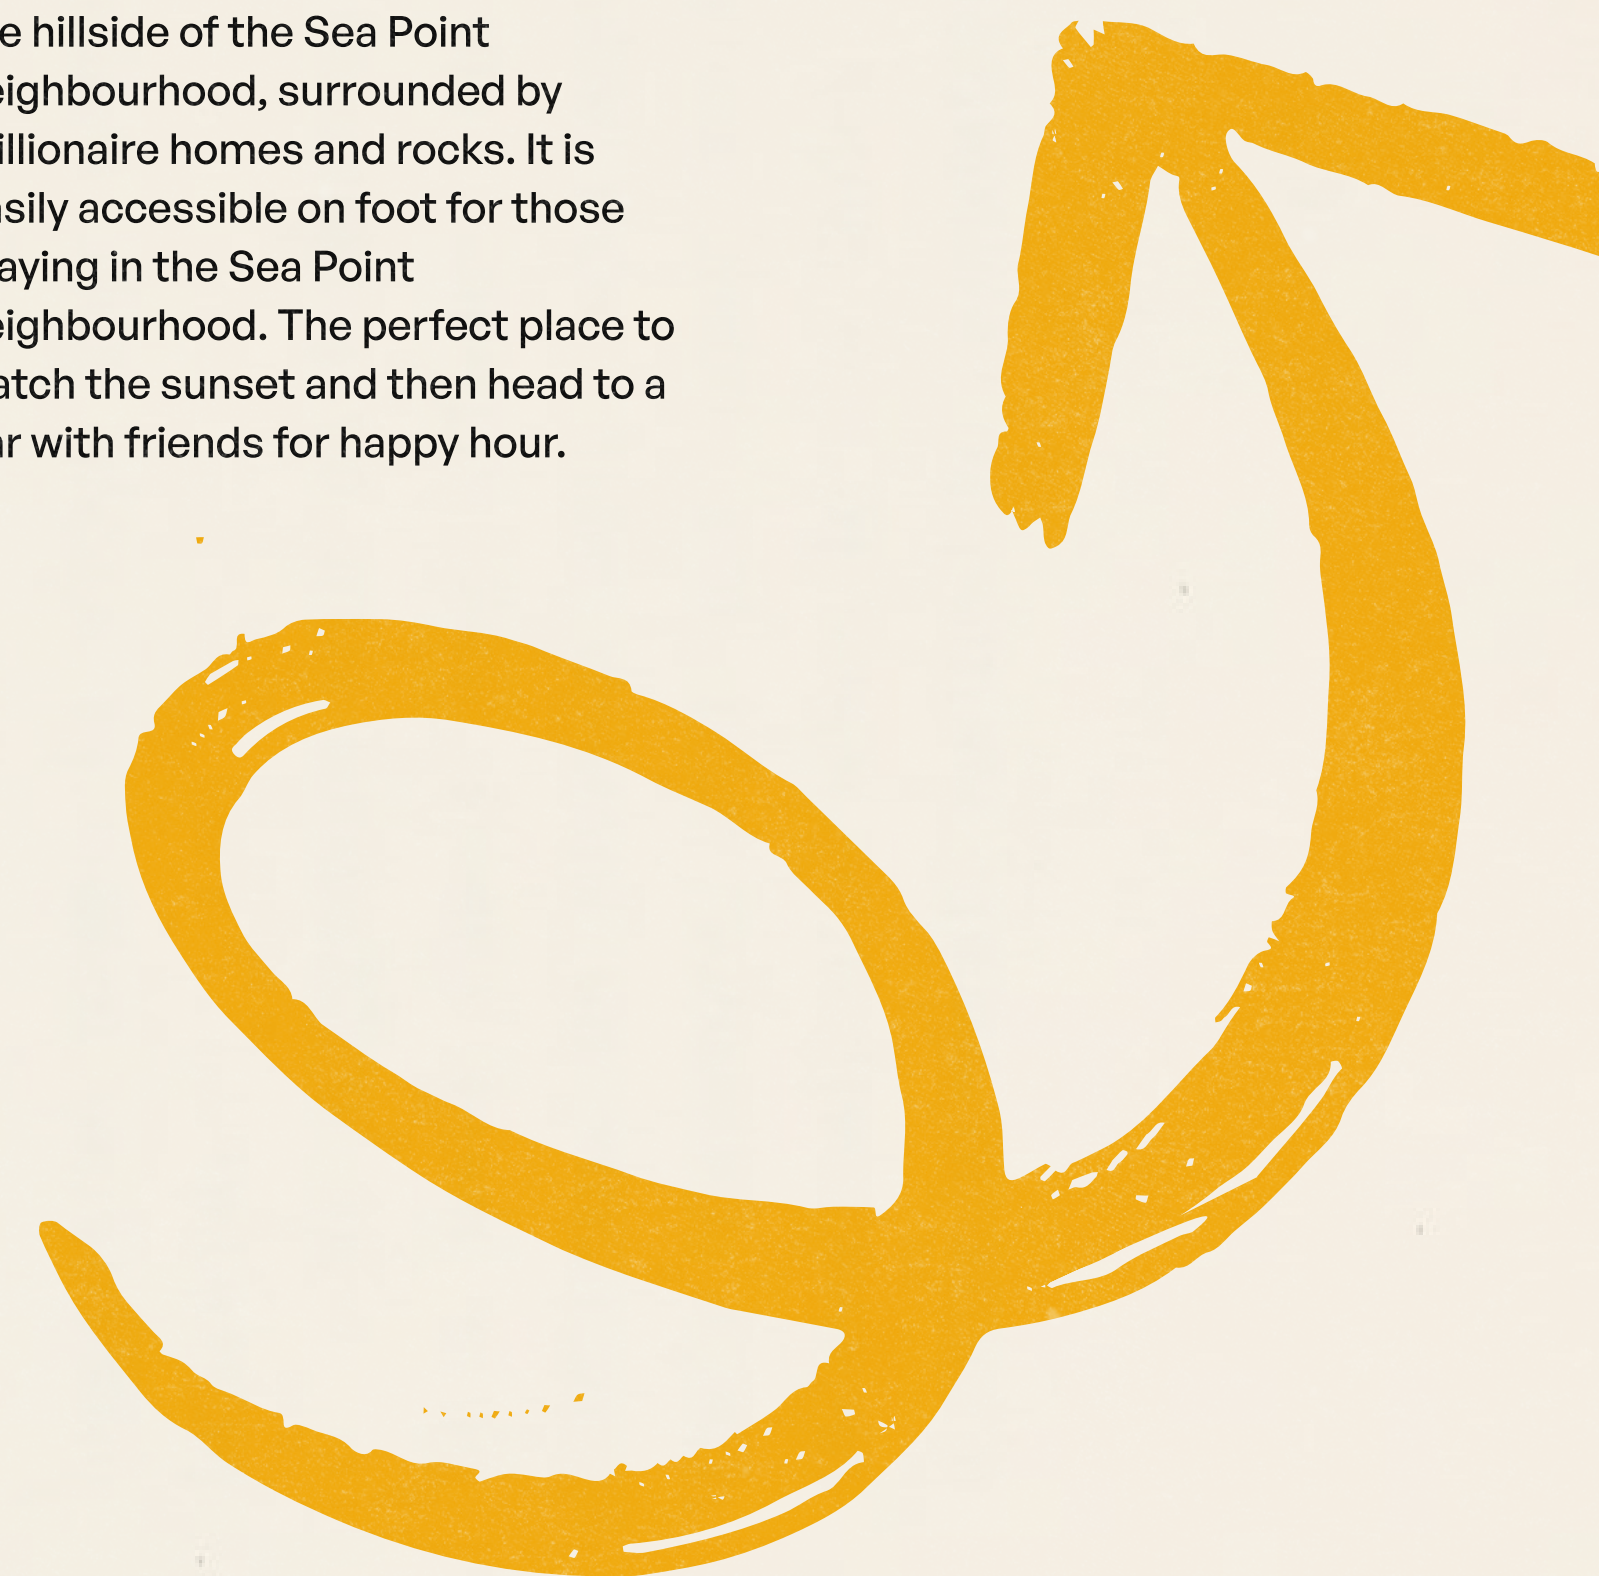 e hillside of the Sea Point
eighbourhood, surrounded by
illionaire homes and rocks. It is
asily accessible on foot for those
aying in the Sea Point
eighbourhood. The perfect place to
atch the sunset and then head to a
ar with friends for happy hour.